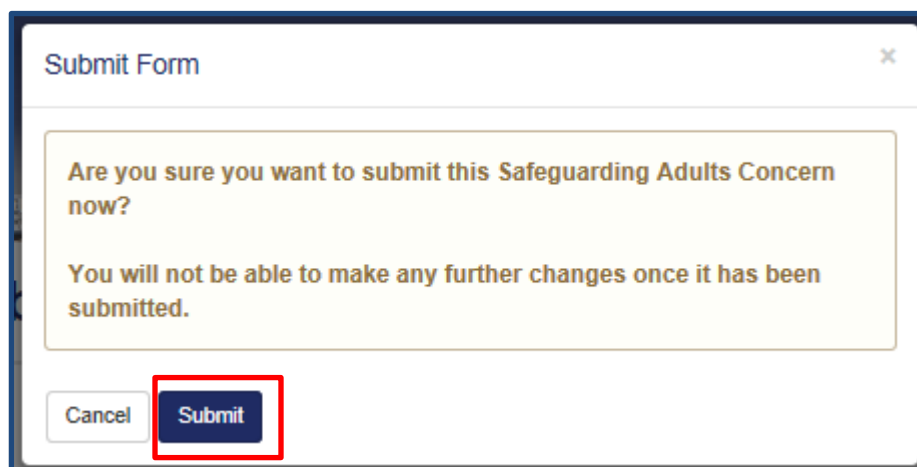 Submit Form
×
Are you sure you want to submit this Safeguarding Adults Concern
now?
You will not be able to make any further changes once it has been
submitted.
Cancel Submit